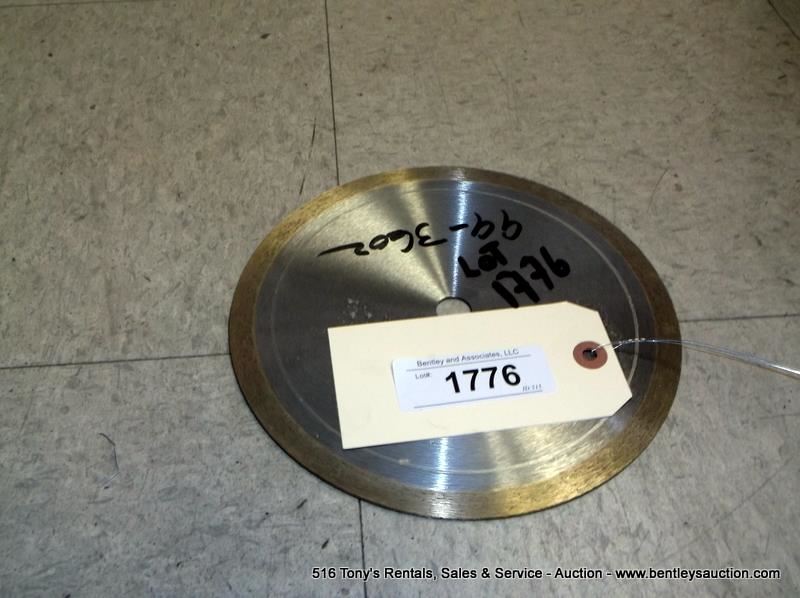 99-3602
Lot
1776
Bentley and Associates, LLC
Lot#:
1776
516 Tony's Rentals, Sales & Service - Auction - www.bentleysauction.com